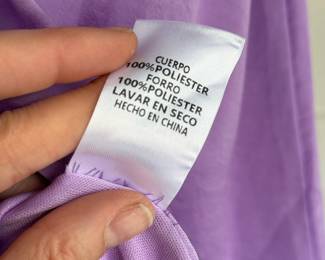 CUERPO
100%POLIESTER
FORRO
100%POLIESTER
LAVAR EN SECO
HECHO EN CHINA